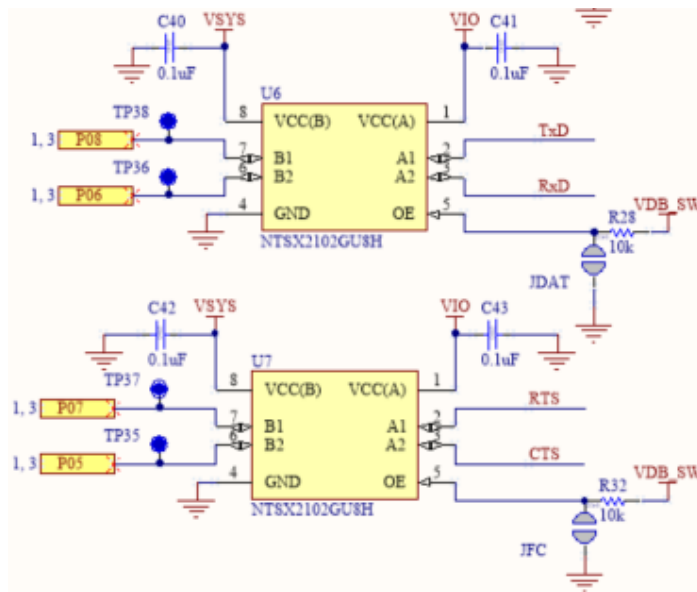 C40 VSYS VIO C41
0.1uF 0.1uF
U6
TP38 8 VCC(B) VCC(A) 1
1, 3 P08 7 B1 A1 2 TxD
TP36
1, 3 P06 6 B2 A2 3 RxD
4 GND OE 5 VDB_SW
NTSX2102GU8H R28
10k
JDAT
C42 VSYS VIO C43
0.1uF 0.1uF
U7
TP37 8 VCC(B) VCC(A) 1
1, 3 P07 7 B1 A1 2 RTS
TP35
1, 3 P05 6 B2 A2 3 CTS
4 GND OE 5 VDB_SW
NTSX2102GU8H R32
10k
JFC